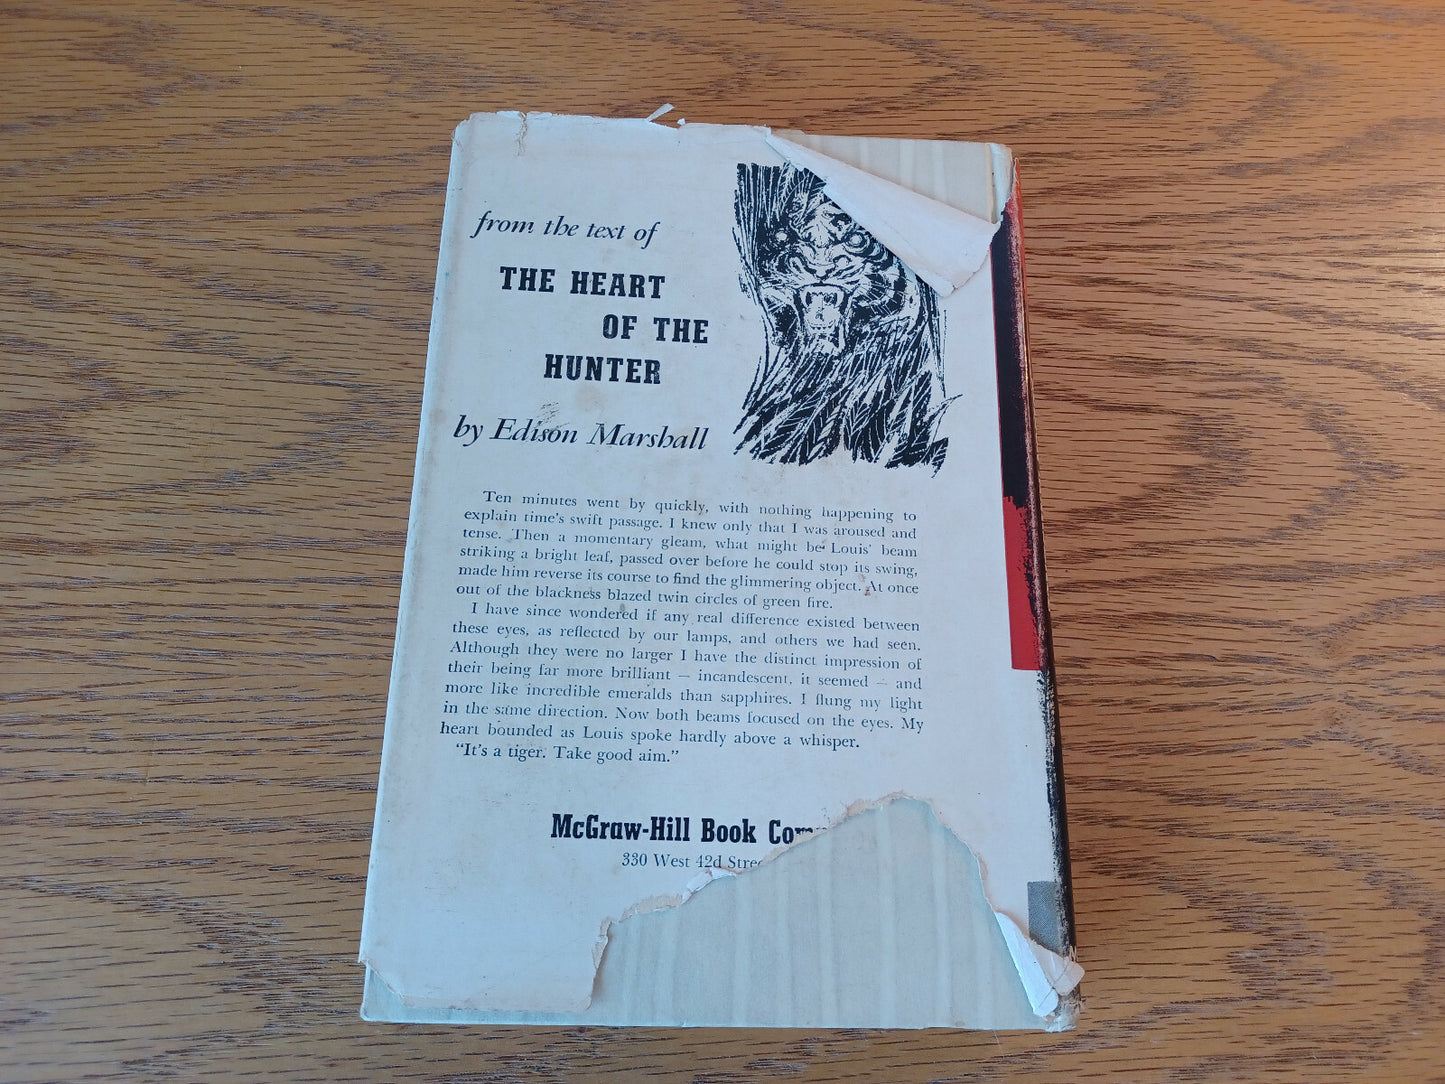 from the text of
THE HEART
OF THE
HUNTER
by Edison Marshall
Ten minutes went by quickly, with nothing happening to
explain time's swift passage. I knew only that I was aroused and
tense. Then a momentary gleam, what might be Louis' beam
striking a bright leaf, passed over before he could stop its swing,
made him reverse its course to find the glimmering object. At once
out of the blackness blazed twin circles of green fire.
I have since wondered if any real difference existed between
these eyes, as reflected by our lamps, and others we had seen.
Although they were no larger I have the distinct impression of
their being far more brilliant — incandescent, it seemed — and
more like incredible emeralds than sapphires. I flung my light
in the same direction. Now both beams focused on the eyes. My
heart bounded as Louis spoke hardly above a whisper.
"It's a tiger. Take good aim."
McGraw-Hill Book
330 West 42d